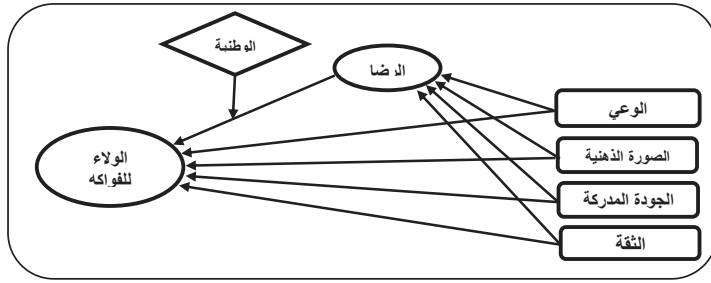 الوطنية
الرضا
الوعي
الصورة الذهنية
الولاء
للفواكه
الجودة المدركة
الثقة